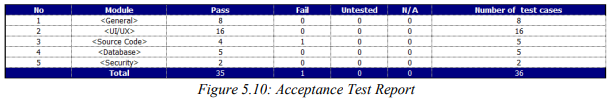 No Module Pass Fail Untested N/A Number of test cases
1 <General> 8 0 0 0 8
2 <UI/UX> 16 0 0 0 16
3 <Source Code> 4 1 0 0 5
4 <Database> 5 0 0 0 5
5 <Security> 2 0 0 0 2
Total 35 1 0 0 36
Figure 5.10: Acceptance Test Report